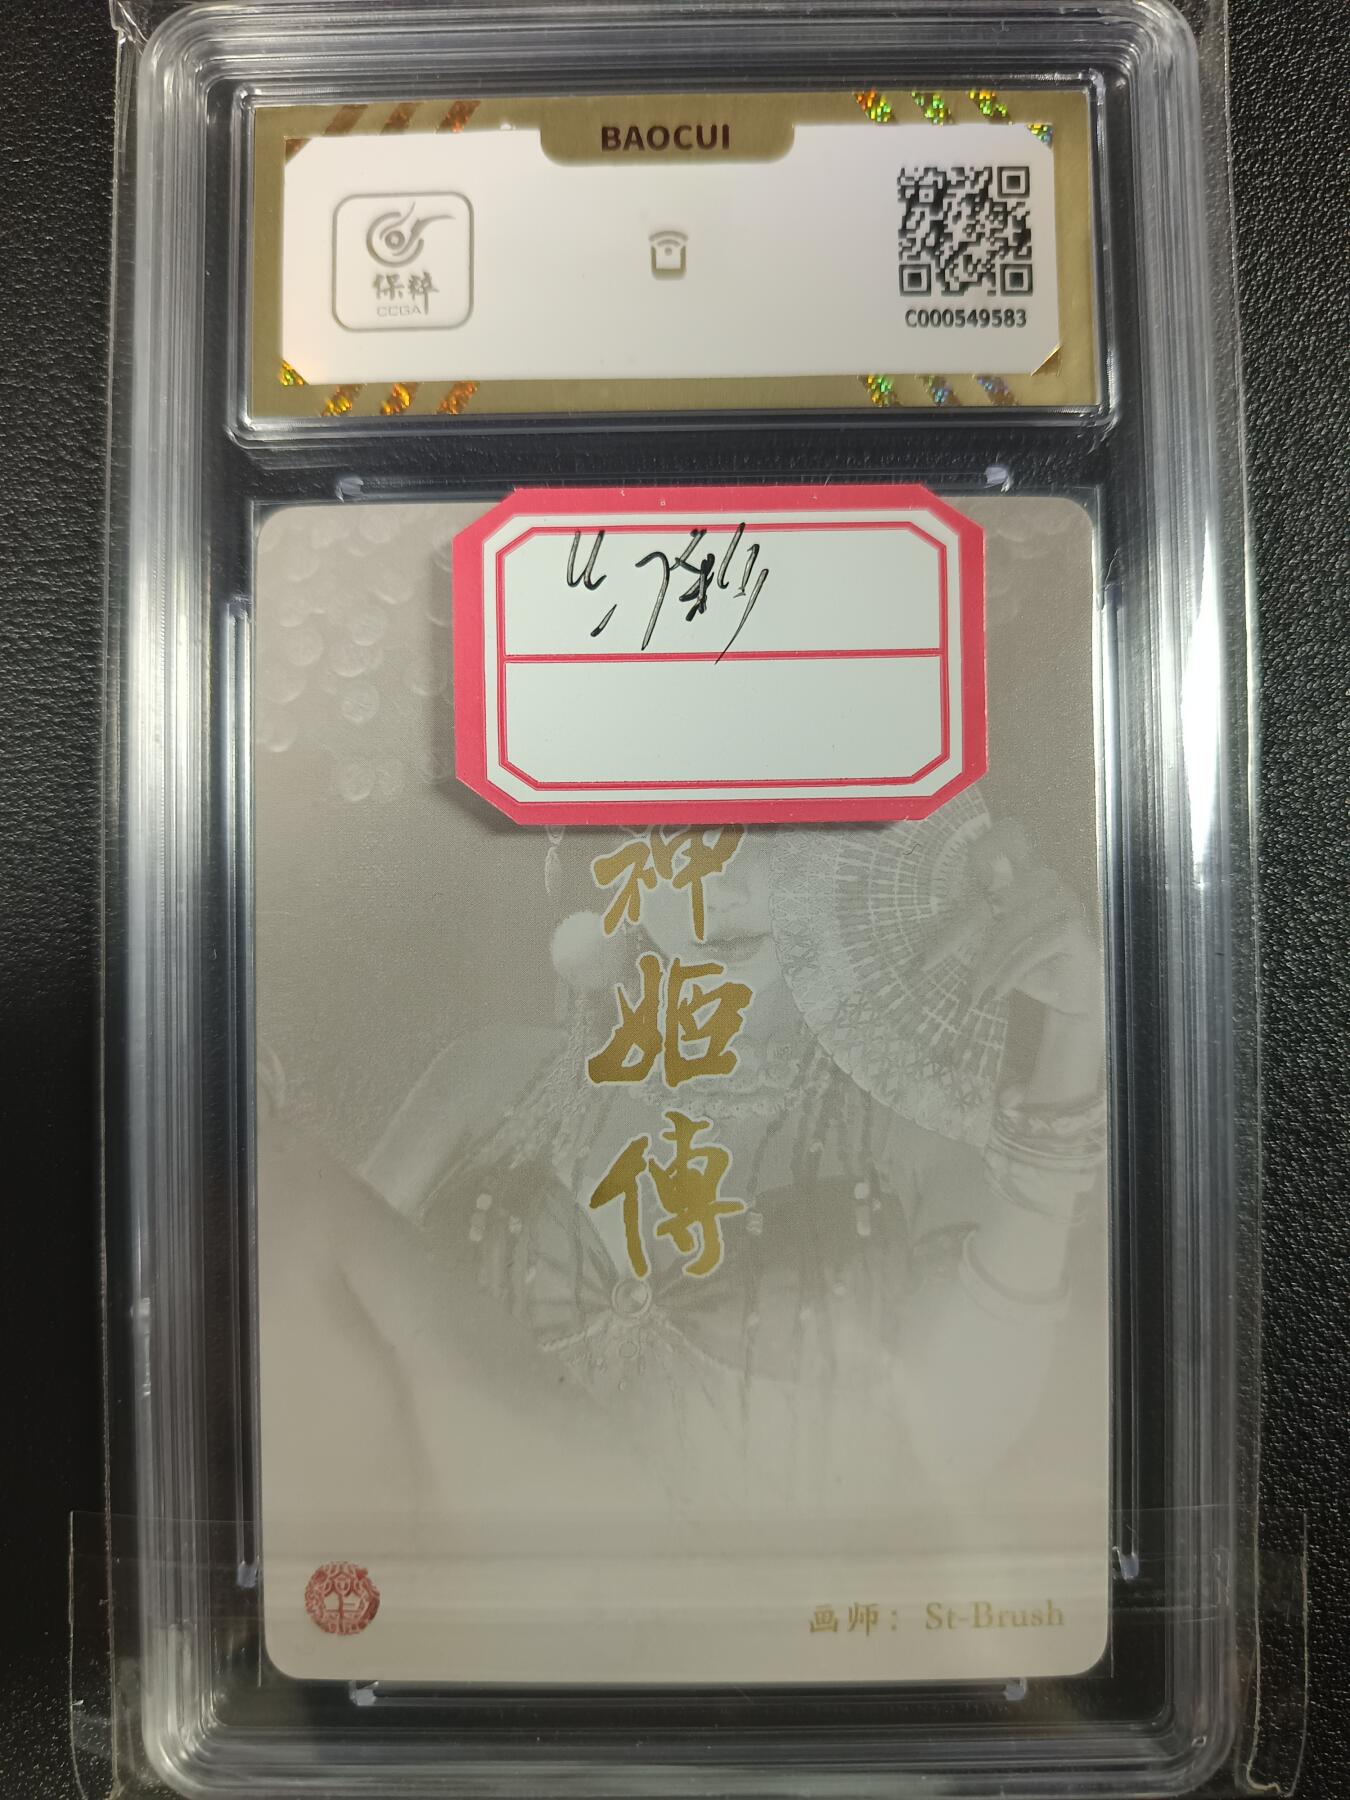 BAOCUI
保粹
CCGA
C000549583
神
姬
傳
画师：St-Brush